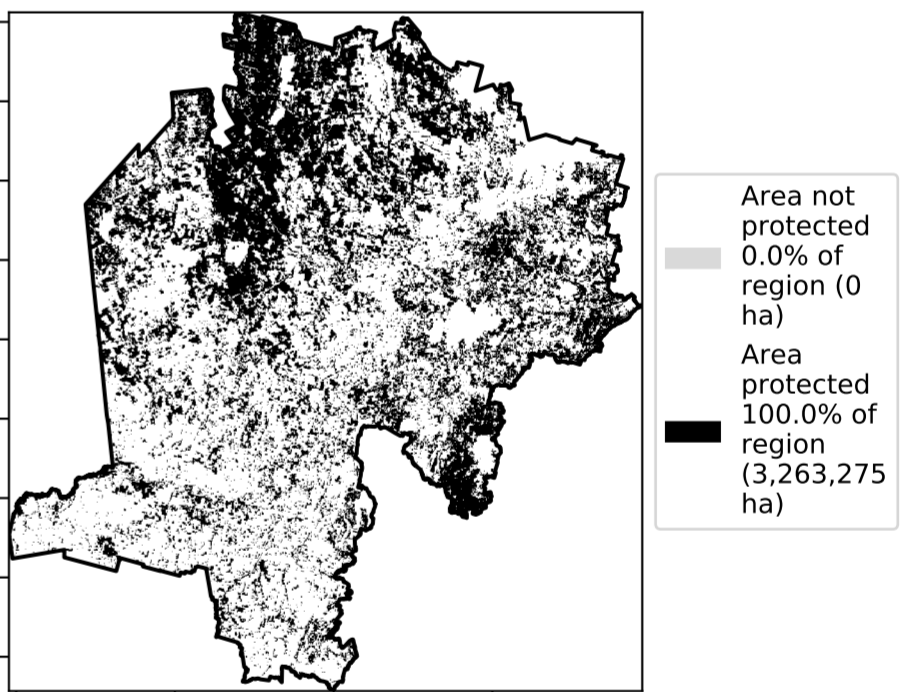 Area not
protected
0.0% of
region (0
ha)
Area
protected
100.0% of
region
(3,263,275
ha)